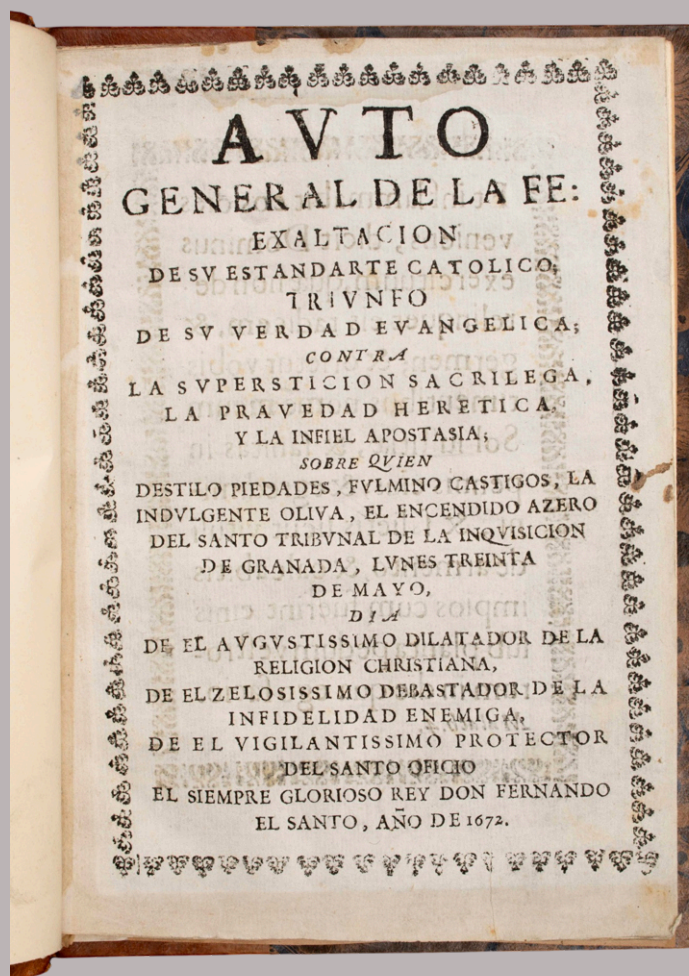 AVTO
GENERAL DE LA FE:
EXALTACION
DE SV ESTANDARTE CATOLICO;
TRIVNFO
DE SV VERDAD EVANGELICA;
CONTRA
LA SVPERSTICION SACRILEGA,
LA PRAVEDAD HERETICA,
Y LA INFIEL APOSTASIA;
SOBRE QVIEN
DESTILO PIEDADES, FVLMINO CASTIGOS, LA
INDVLGENTE OLIVA, EL ENCENDIDO AZERO
DEL SANTO TRIBVNAL DE LA INQVISICION
DE GRANADA, LVNES TREINTA
DE MAYO,
DIA
DE EL AVGVSTISSIMO DILATADOR DE LA
RELIGION CHRISTIANA,
DE EL ZELOSISSIMO DEBASTADOR DE LA
INFIDELIDAD ENEMIGA,
DE EL VIGILANTISSIMO PROTECTOR
DEL SANTO OFICIO
EL SIEMPRE GLORIOSO REY DON FERNANDO
EL SANTO, AÑO DE 1672.